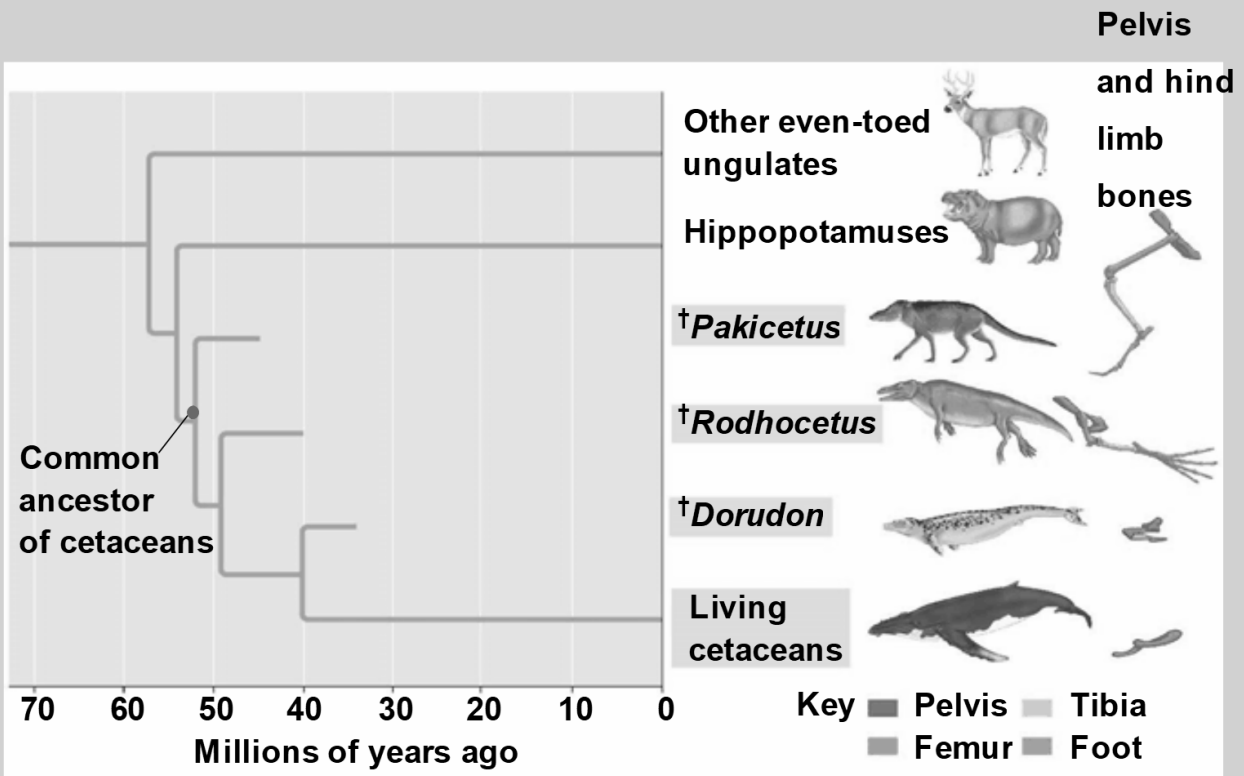 Pelvis
and hind
limb
bones
Other even-toed
ungulates
Hippopotamuses
†Pakicetus
†Rodhocetus
†Dorudon
Living
cetaceans
Common
ancestor
of cetaceans
70 60 50 40 30 20 10 0
Millions of years ago
Key Pelvis Tibia
Femur Foot